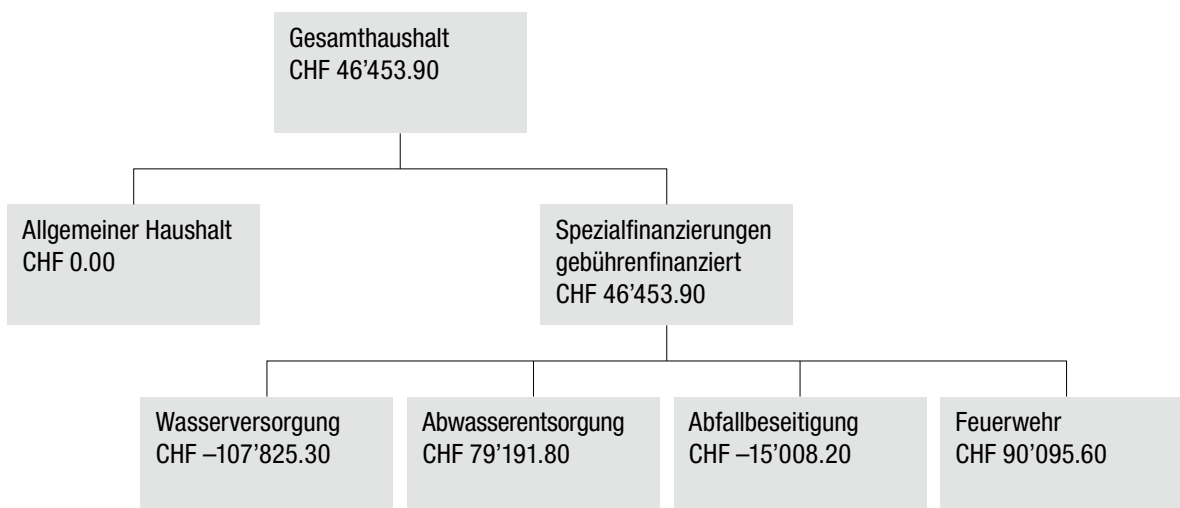 Gesamthaushalt
CHF 46’453.90
Allgemeiner Haushalt
CHF 0.00
Spezialfinanzierungen
gebührenfinanziert
CHF 46’453.90
Wasserversorgung
CHF –107’825.30
Abwasserentsorgung
CHF 79’191.80
Abfallbeseitigung
CHF –15’008.20
Feuerwehr
CHF 90’095.60